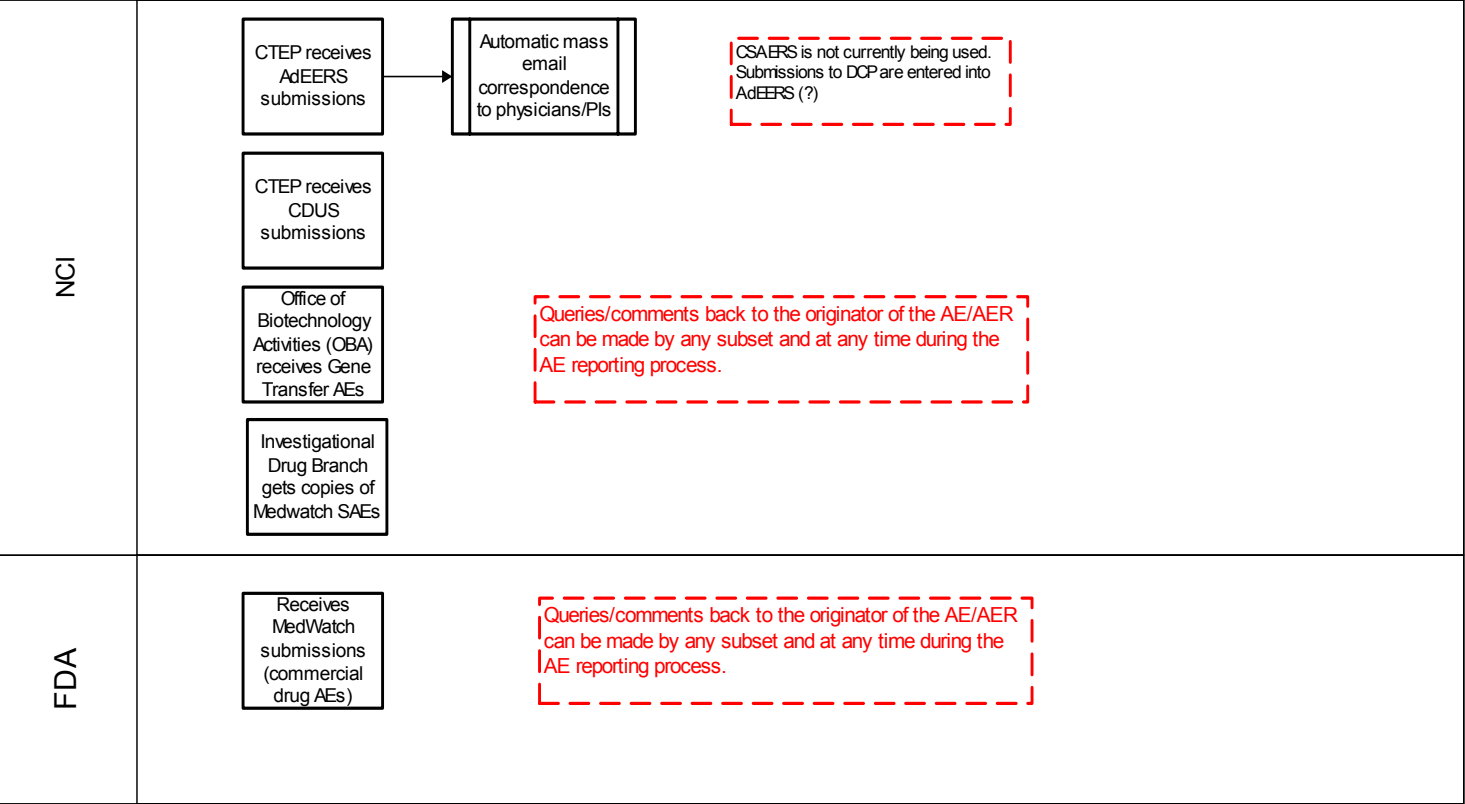 NCI
CTEP receives
AdEERS
submissions
Automatic mass
email
correspondence
to physicians/PIs
CSAERS is not currently being used.
Submissions to DCP are entered into
AdEERS (?)
CTEP receives
CDUS
submissions
Office of
Biotechnology
Activities (OBA)
receives Gene
Transfer AEs
Queries/comments back to the originator of the AE/AER
can be made by any subset and at any time during the
AE reporting process.
Investigational
Drug Branch
gets copies of
Medwatch SAEs
FDA
Receives
MedWatch
submissions
(commercial
drug AEs)
Queries/comments back to the originator of the AE/AER
can be made by any subset and at any time during the
AE reporting process.